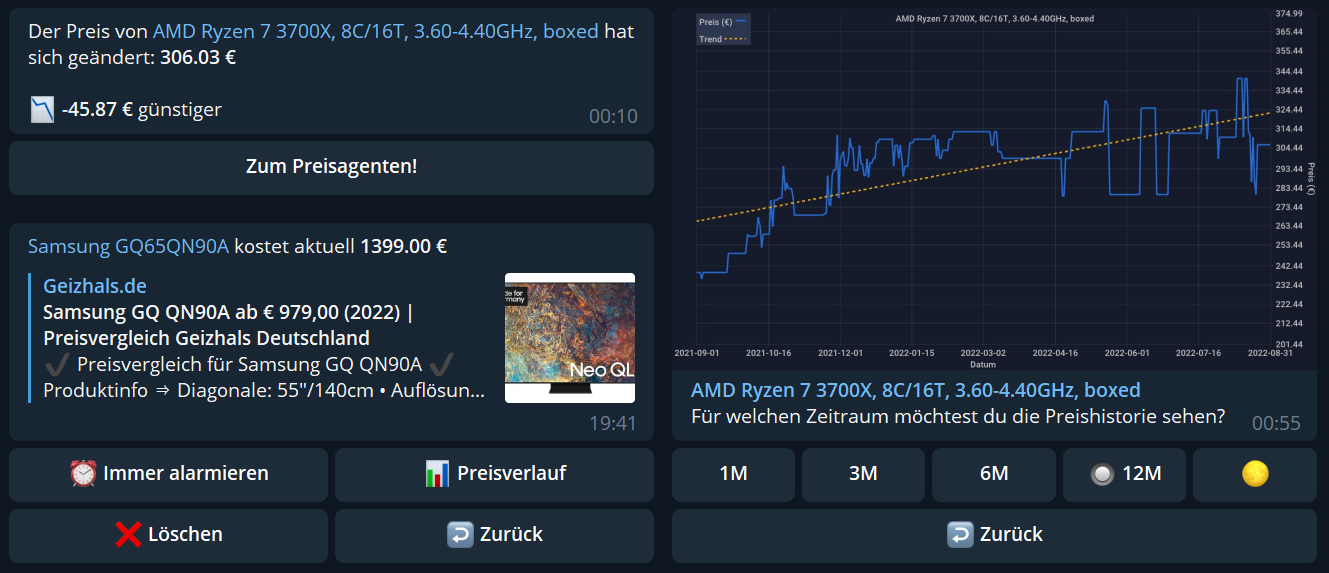 Der Preis von AMD Ryzen 7 3700X, 8C/16T, 3.60-4.40GHz, boxed hat
sich geändert: 306.03 €
-45.87 € günstiger
00:10
Zum Preisagenten!
Samsung GQ65QN90A kostet aktuell 1399.00 €
Geizhals.de
Samsung GQ QN90A ab € 979,00 (2022) |
Preisvergleich Geizhals Deutschland
✔ Preisvergleich für Samsung GQ QN90A ✔
Produktinfo ⇒ Diagonale: 55"/140cm • Auflösun...
de for
rmany
Neo QL
19:41
Immer alarmieren
Preisverlauf
Löschen
Zurück
AMD Ryzen 7 3700X, 8C/16T, 3.60-4.40GHz, boxed
Preis (€)
Trend
374.99
365.44
355.44
344.44
334.44
324.44
314.44
304.44
293.44
283.44
273.44
263.44
253.44
242.44
232.44
222.44
212.44
201.44
Preis (€)
2021-09-01
2021-10-16
2021-12-01
2022-01-15
2022-03-02
2022-04-16
2022-06-01
2022-07-16
2022-08-31
Datum
AMD Ryzen 7 3700X, 8C/16T, 3.60-4.40GHz, boxed
Für welchen Zeitraum möchtest du die Preishistorie sehen?
00:55
1M
3M
6M
12M
Zurück